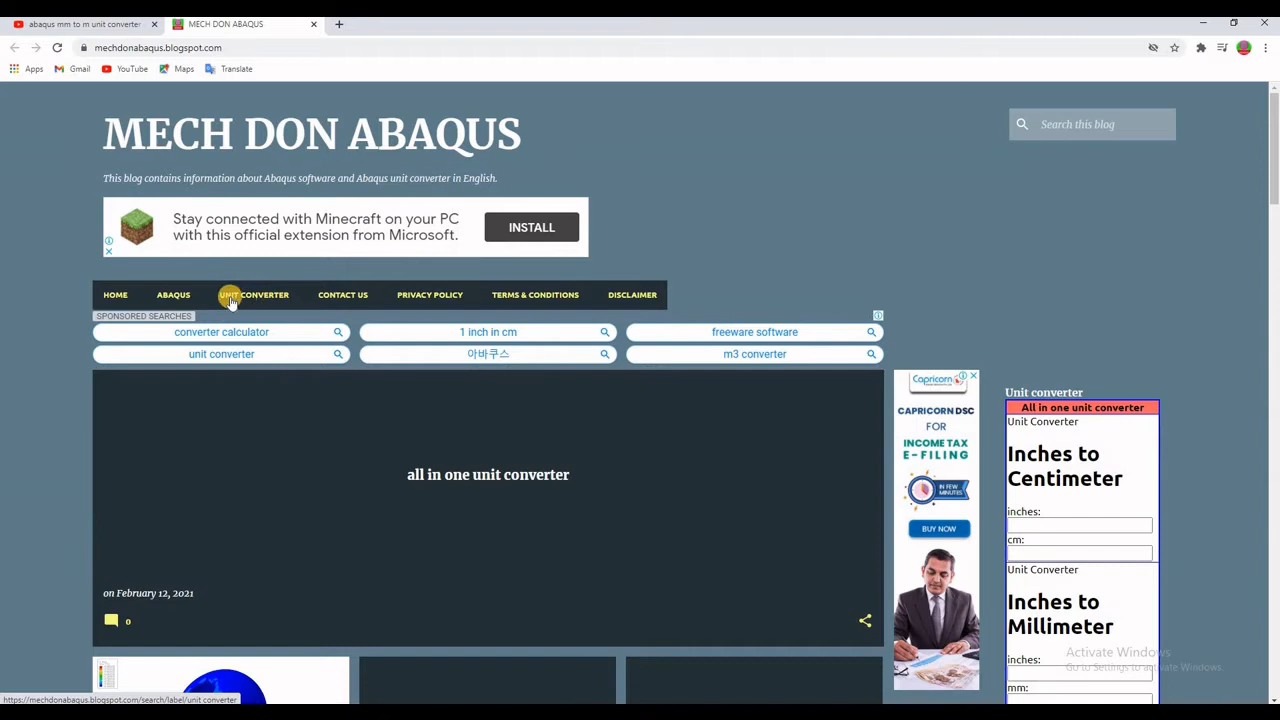 abaqus mm to m unit converter
MECH DON ABAQUS
mechdonabaqus.blogspot.com
Apps Gmail YouTube Maps Translate
MECH DON ABAQUS
Search this blog
This blog contains information about Abaqus software and Abaqus unit converter in English.
Stay connected with Minecraft on your PC
with this official extension from Microsoft.
INSTALL
HOME ABAQUS UNIT CONVERTER CONTACT US PRIVACY POLICY TERMS & CONDITIONS DISCLAIMER
SPONSORED SEARCHES
converter calculator 1 inch in cm freeware software
unit converter 아바쿠스 m3 converter
all in one unit converter
on February 12, 2021
0
Capricorn
CAPRICORN DSC
FOR
INCOME TAX
E-FILING
IN FEW
MINUTES
BUY NOW
Unit converter
All in one unit converter
Unit Converter
Inches to
Centimeter
inches:
cm:
Unit Converter
Inches to
Millimeter
inches:
mm:
Activate Windows
Go to Settings to activate Windows.
https://mechdonabaqus.blogspot.com/search/label/unit converter